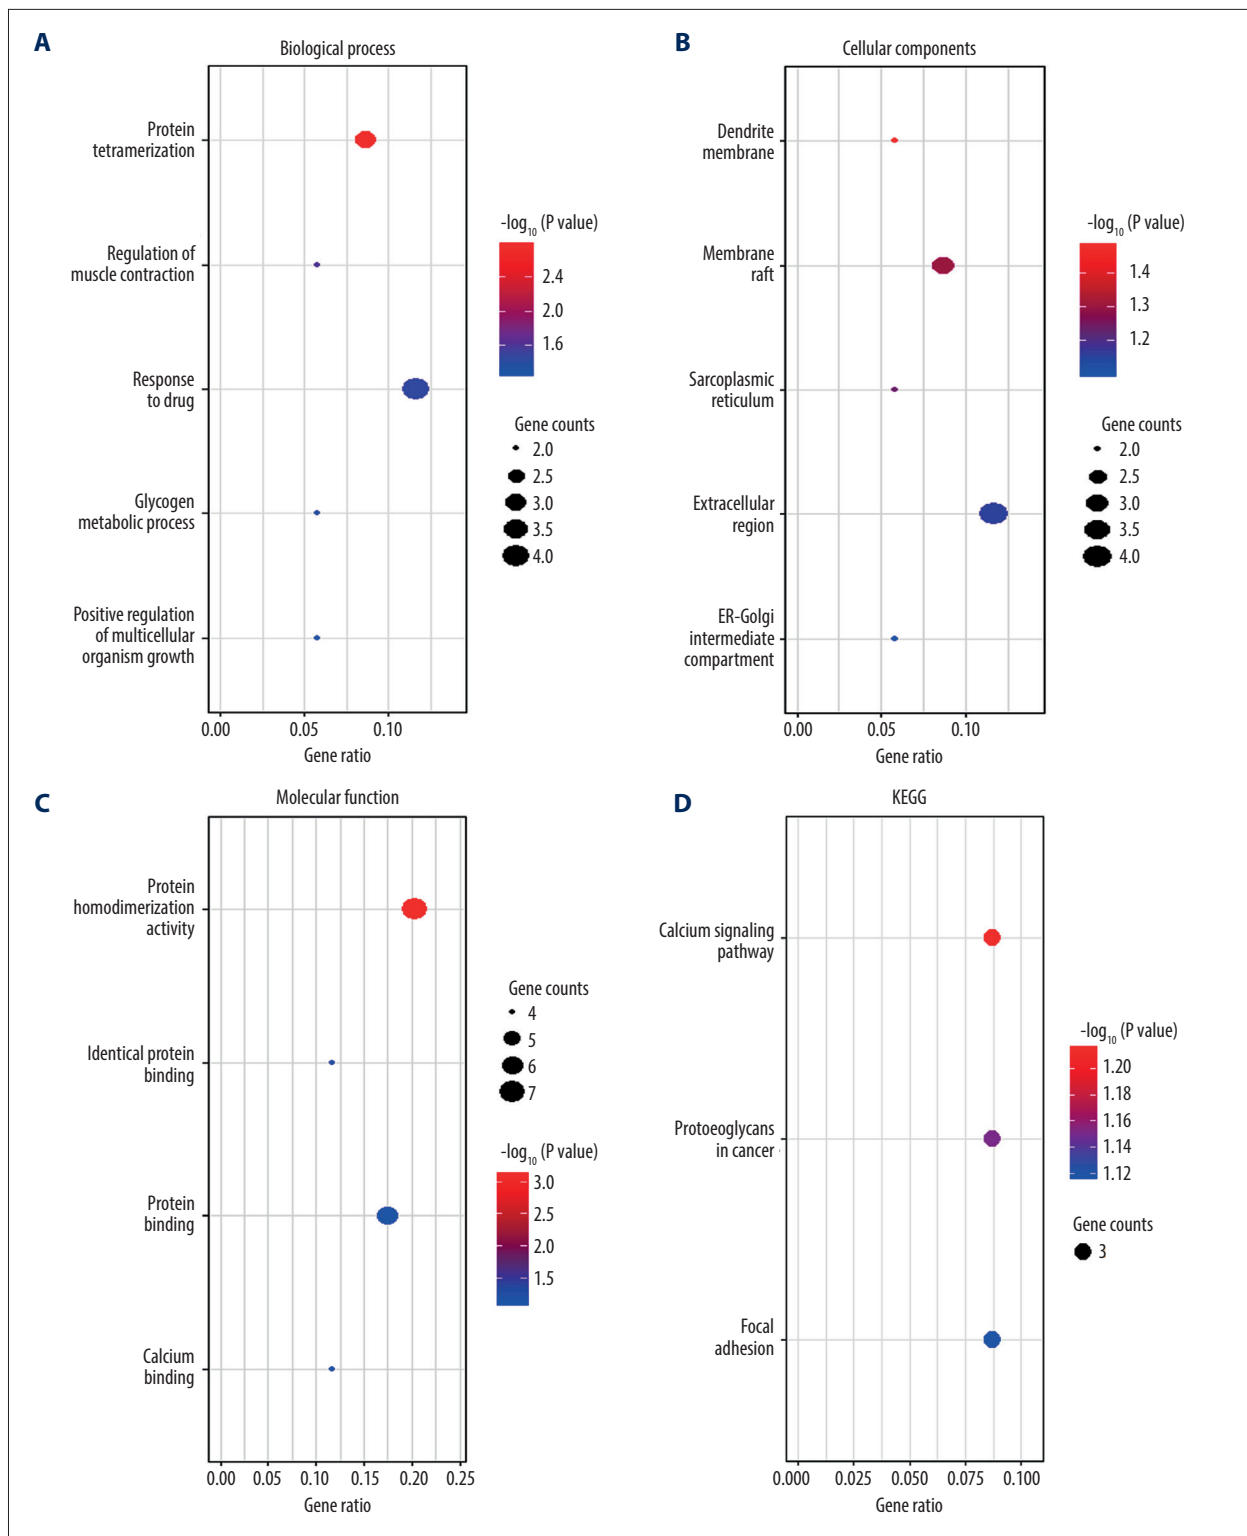 A
Biological process
Protein
tetramerization
Regulation of
muscle contraction
Response
to drug
Glycogen
metabolic process
Positive regulation
of multicellular
organism growth
0.00 0.05 0.10
Gene ratio
-log10 (P value)
2.4
2.0
1.6
Gene counts
2.0
2.5
3.0
3.5
4.0
B
Cellular components
Dendrite
membrane
Membrane
raft
Sarcoplasmic
reticulum
Extracellular
region
ER-Golgi
intermediate
compartment
0.00 0.05 0.10
Gene ratio
-log10 (P value)
1.4
1.3
1.2
Gene counts
2.0
2.5
3.0
3.5
4.0
C
Molecular function
Protein
homodimerization
activity
Identical protein
binding
Protein
binding
Calcium
binding
0.00 0.05 0.10 0.15 0.20 0.25
Gene ratio
Gene counts
4
5
6
7
-log10 (P value)
3.0
2.5
2.0
1.5
D
KEGG
Calcium signaling
pathway
Protoeoglycans
in cancer
Focal
adhesion
0.000 0.025 0.050 0.075 0.100
Gene ratio
-log10 (P value)
1.20
1.18
1.16
1.14
1.12
Gene counts
3